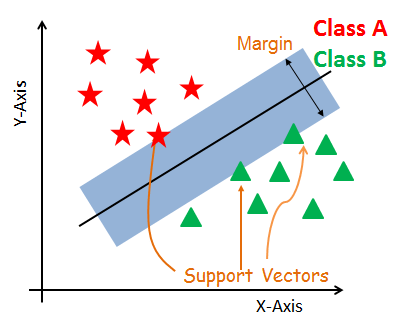 Class A
Margin
Class B
Y-Axis
Support Vectors
X-Axis